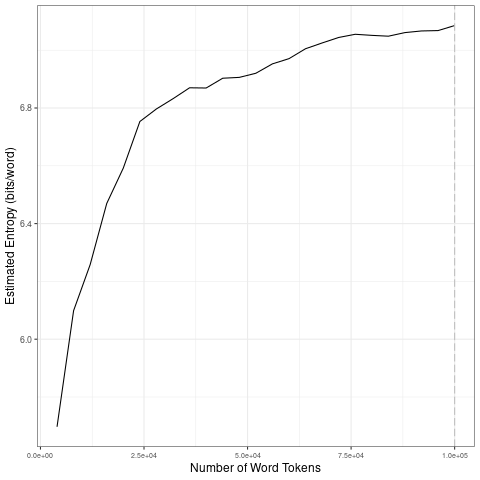 Estimated Entropy (bits/word)
6.8
6.4
6.0
0.0e+00 2.5e+04 5.0e+04 7.5e+04 1.0e+05
Number of Word Tokens